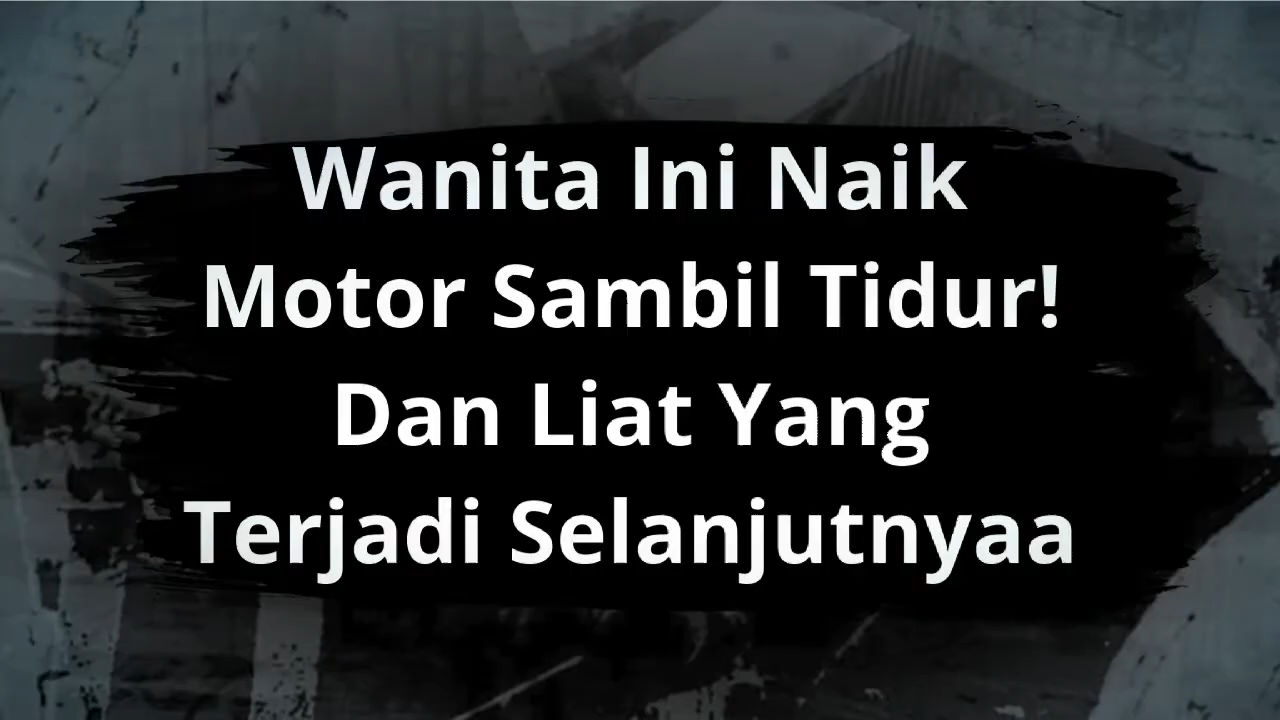 Wanita Ini Naik
Motor Sambil Tidur!
Dan Liat Yang
Terjadi Selanjutnyaa